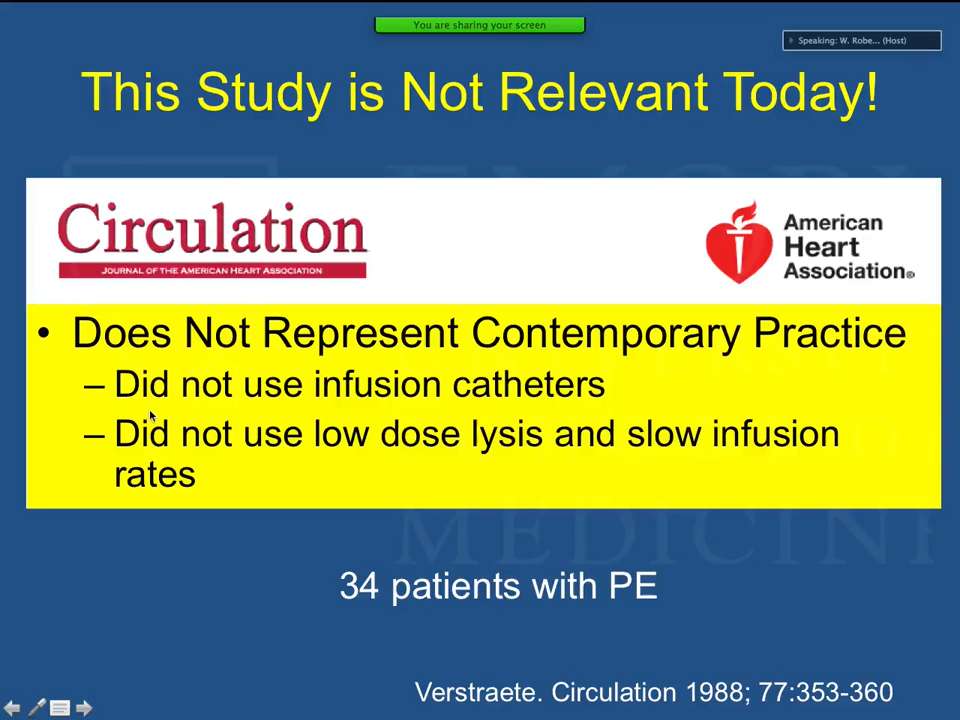 You are sharing your screen
Speaking: W. Robe... (Host)
This Study is Not Relevant Today!
Circulation
JOURNAL OF THE AMERICAN HEART ASSOCIATION
American
Heart
Association®
• Does Not Represent Contemporary Practice
– Did not use infusion catheters
– Did not use low dose lysis and slow infusion
rates
MEDICINE
34 patients with PE
Verstraete. Circulation 1988; 77:353-360